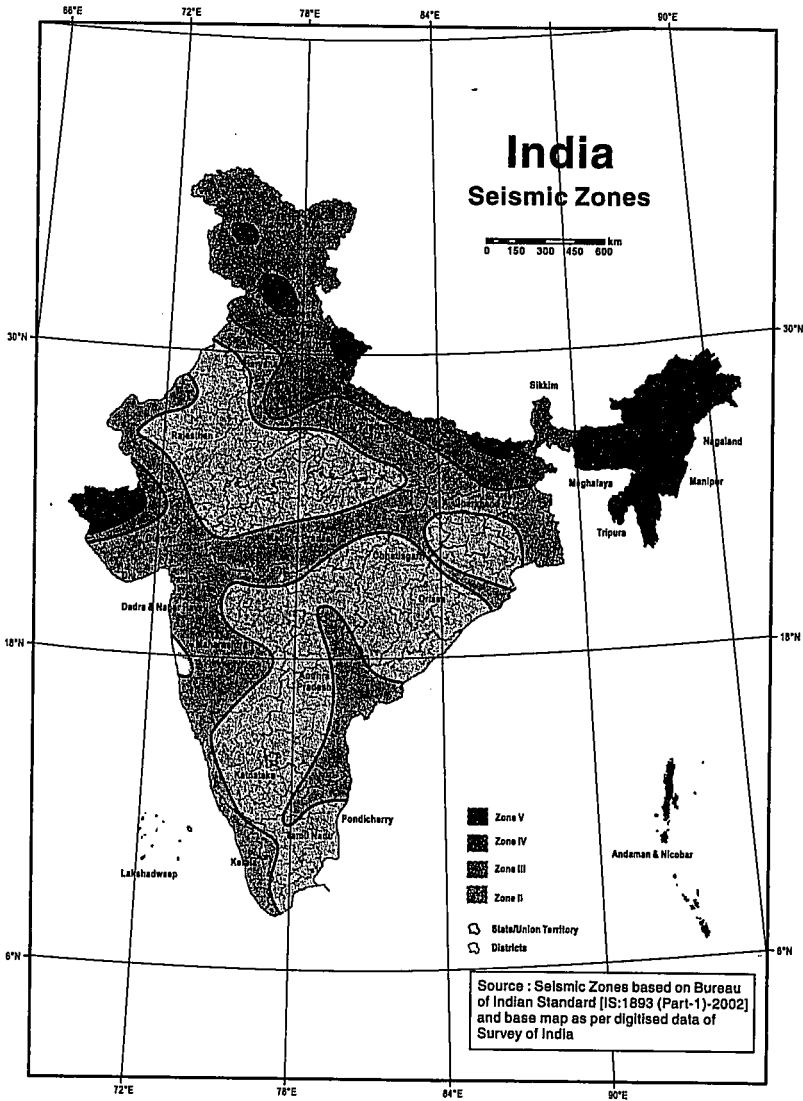 66°E 72°E 78°E 84°E 90°E
India
Seismic Zones
km
0 150 300 450 600
30°N 30°N
Sikkim
Rajasthan
Nagaland
Meghalaya
Manipur
Tripura
Chhattisgarh
Orissa
Dadra & Nagar Haveli
18°N 18°N
Maharashtra
Andhra
Pradesh
Karnataka
Pondicherry
Tamil Nadu
Kerala
Lakshadweep
Andaman & Nicobar
Zone V
Zone IV
Zone III
Zone II
State/Union Territory
Districts
6°N 6°N
Source : Seismic Zones based on Bureau
of Indian Standard [IS:1893 (Part-1)-2002]
and base map as per digitised data of
Survey of India
72°E 78°E 84°E 90°E